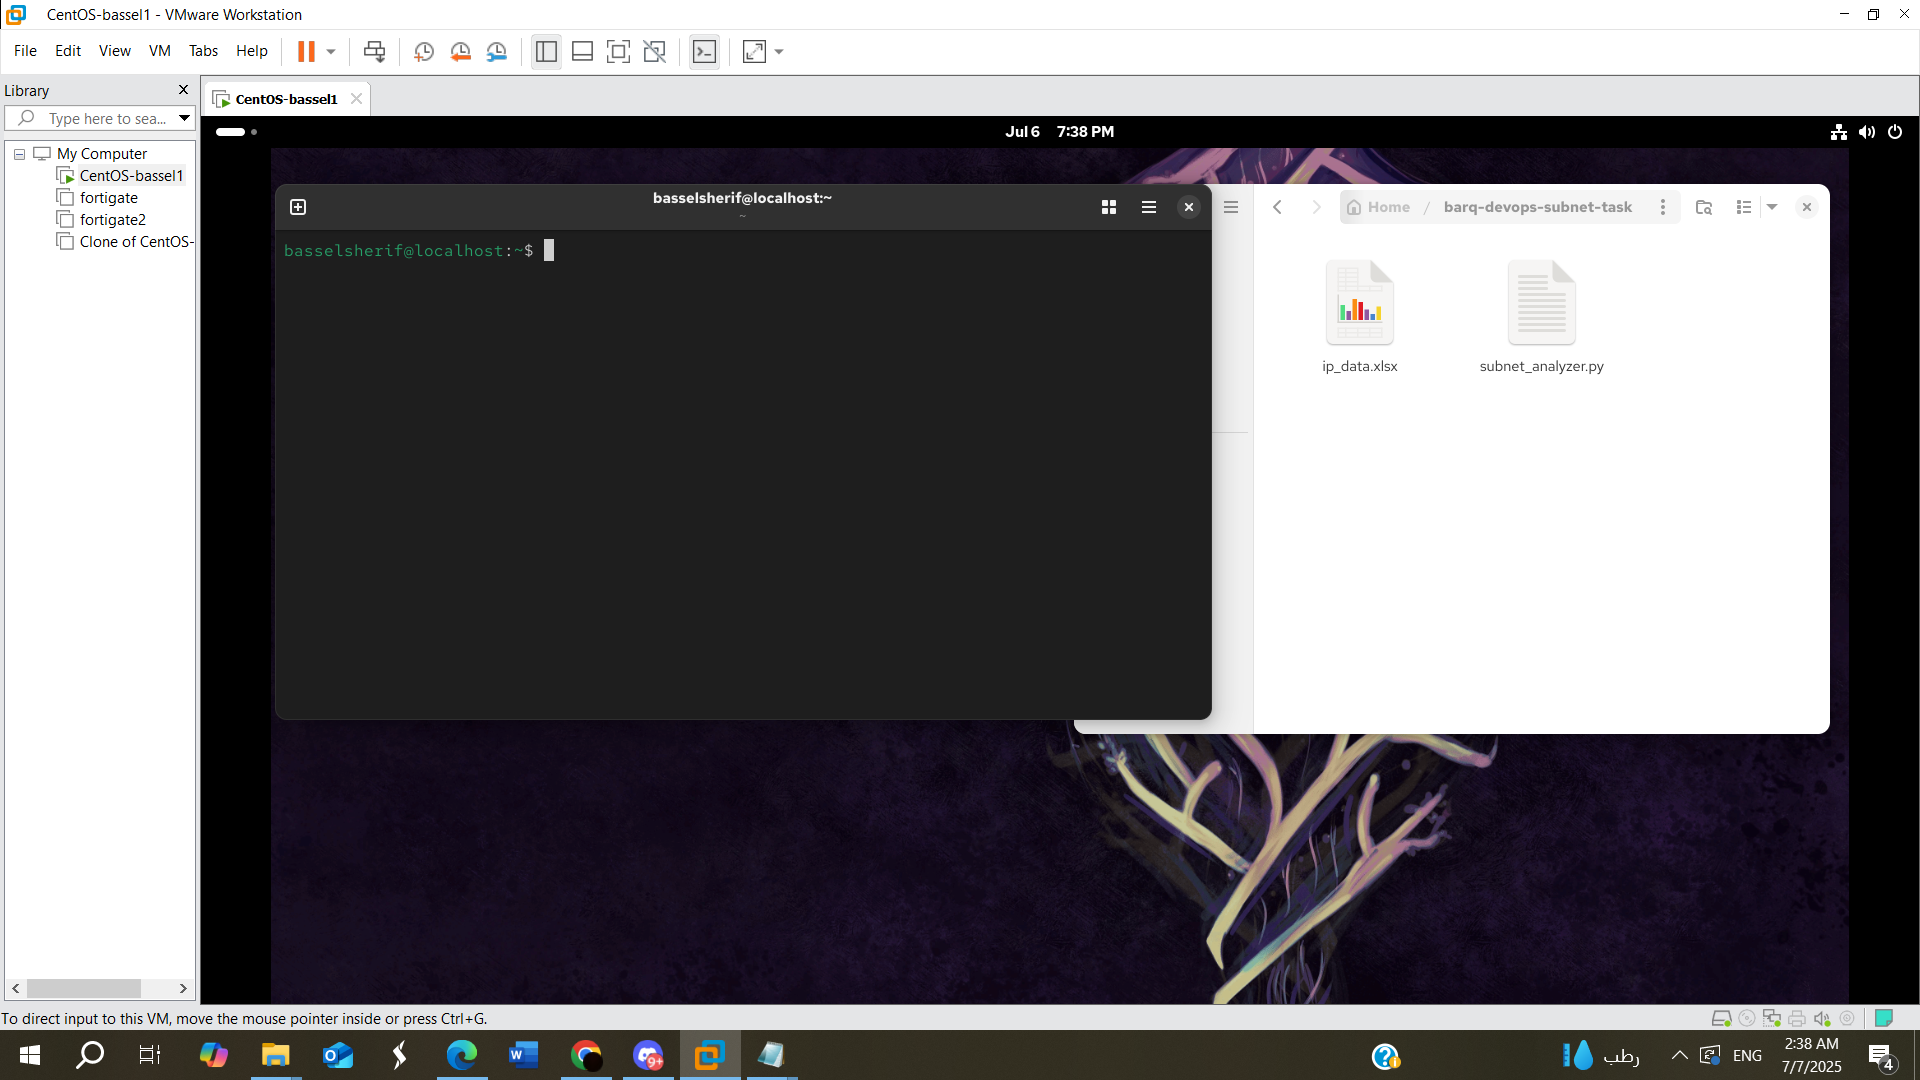 CentOS-bassel1 - VMware Workstation
File Edit View VM Tabs Help
Library
Type here to sea...
My Computer
CentOS-bassel1
fortigate
fortigate2
Clone of CentOS-
CentOS-bassel1
Jul 6 7:38 PM
basselsherif@localhost:~
~
basselsherif@localhost:~$
Home / barq-devops-subnet-task
ip_data.xlsx
subnet_analyzer.py
To direct input to this VM, move the mouse pointer inside or press Ctrl+G.
9+
رطب
ENG
2:38 AM
7/7/2025
4